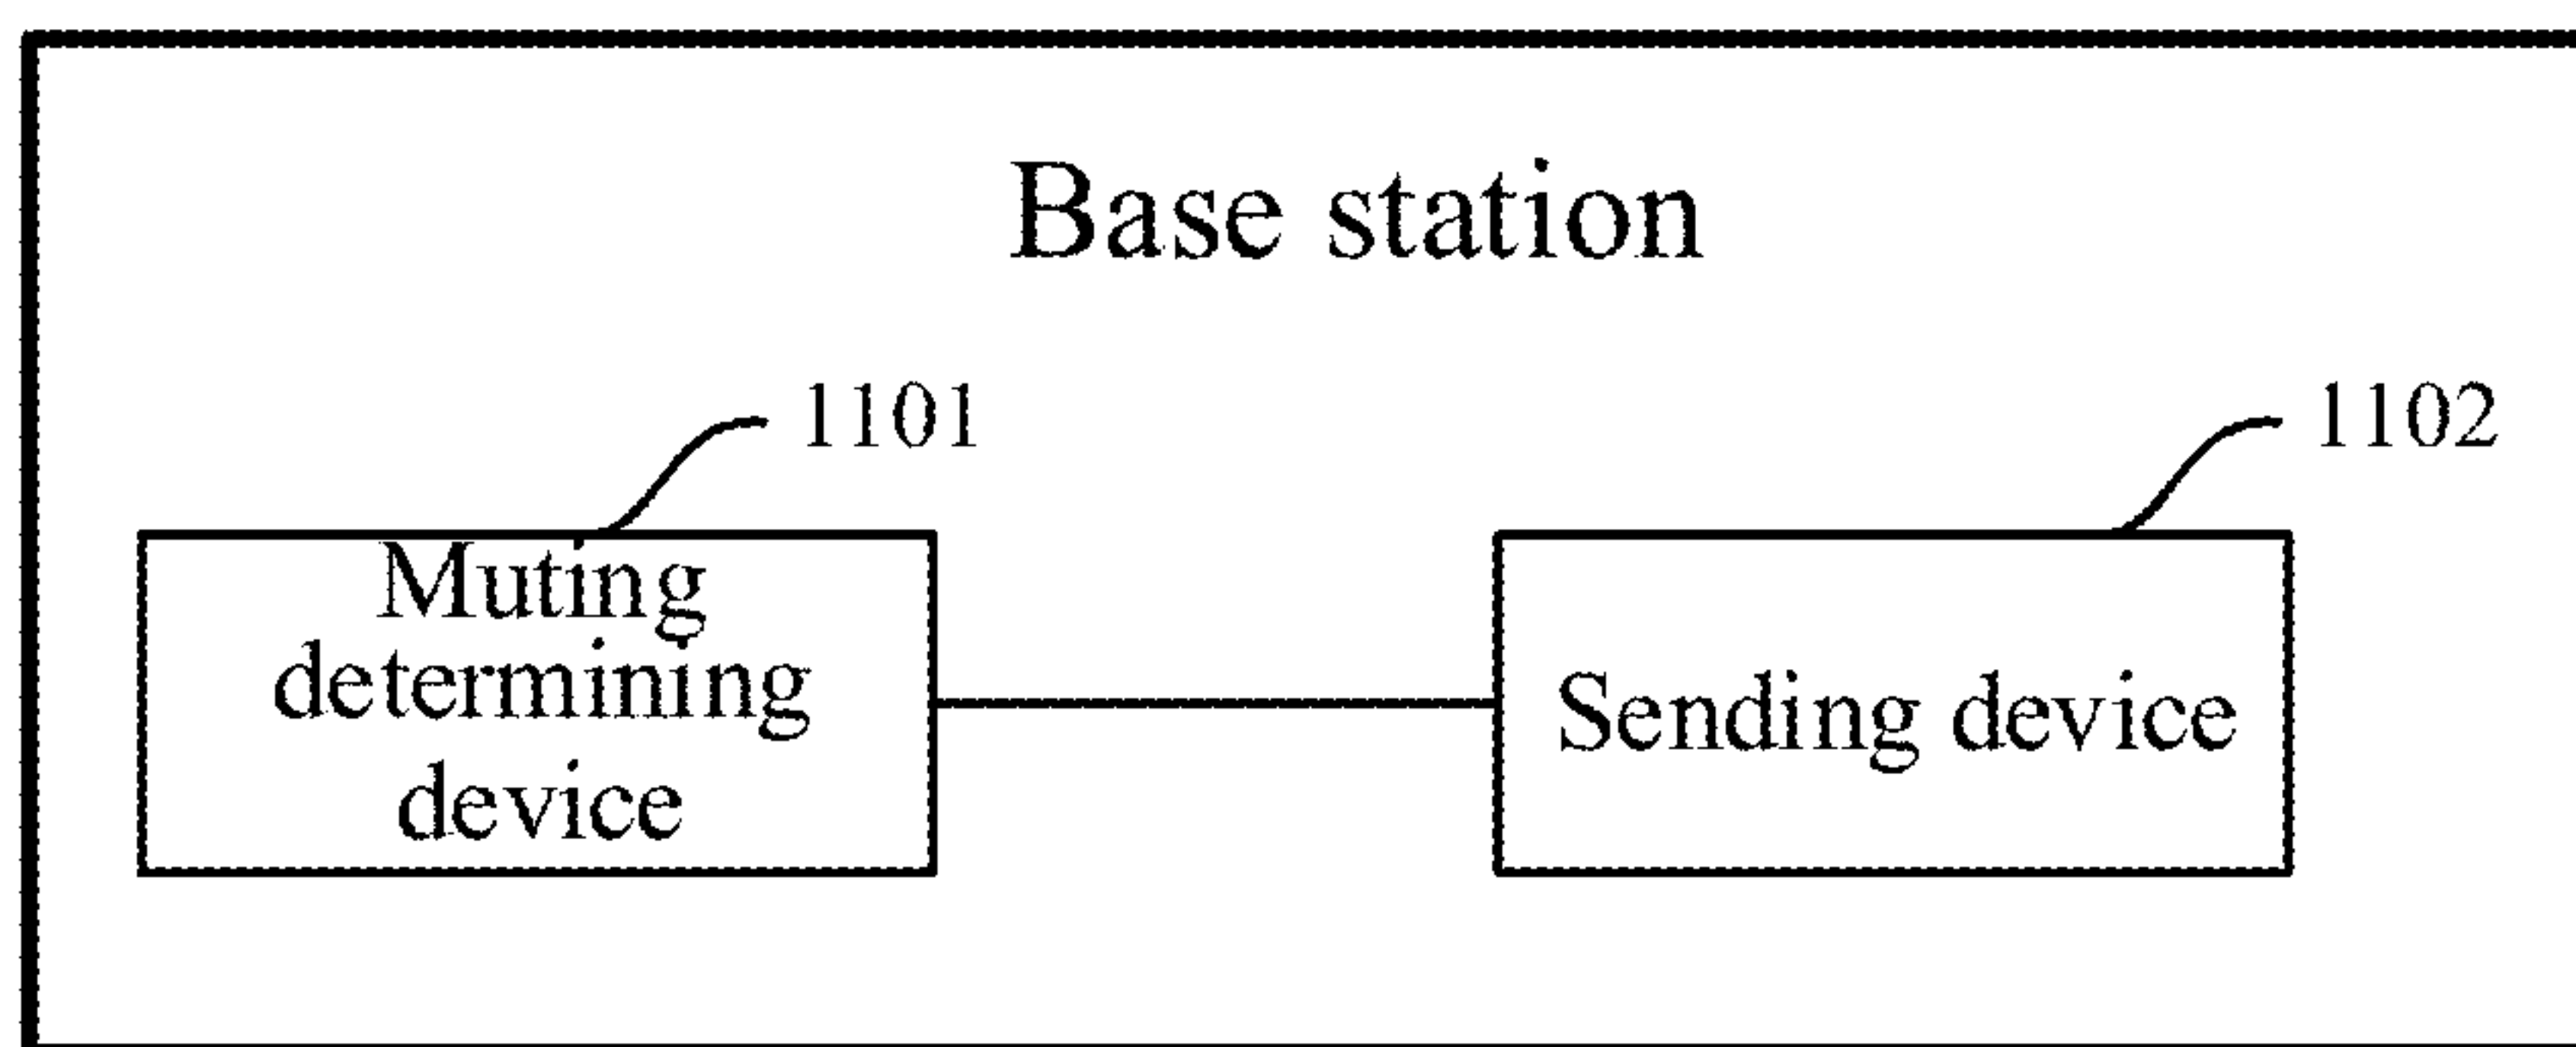 Base station
1101
1102
Muting
determining
device
Sending device